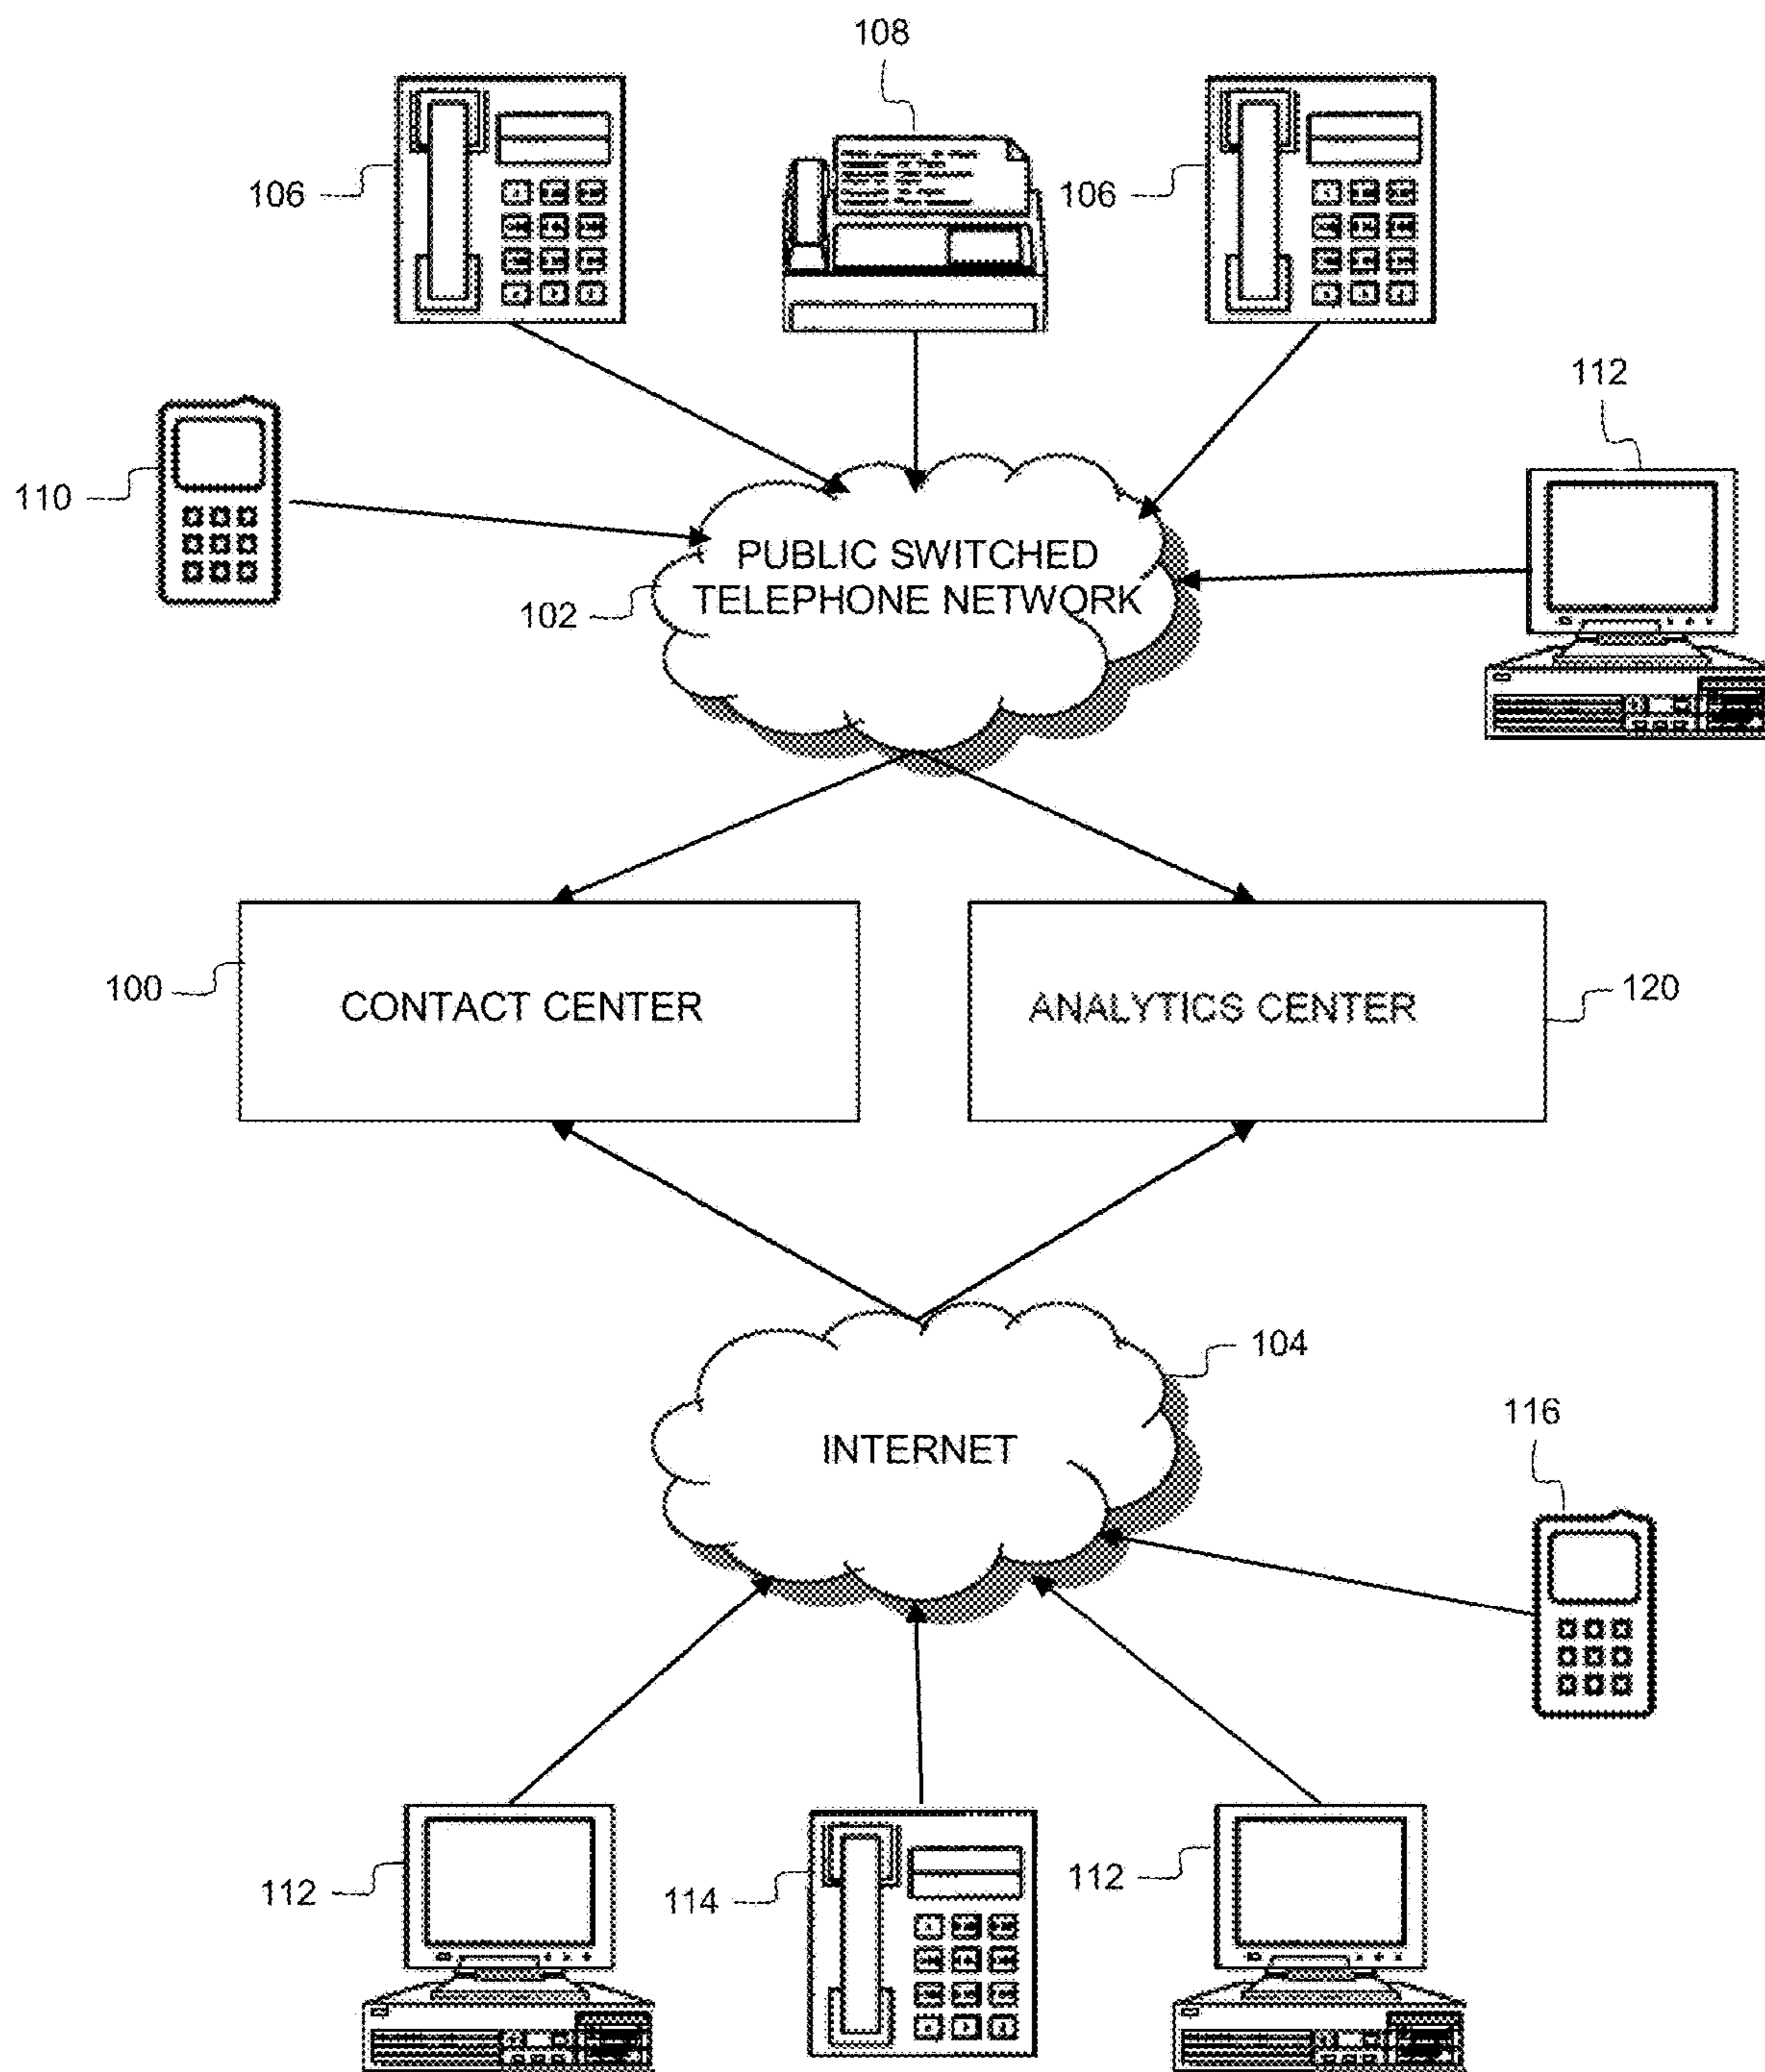 108
106
106
112
110
PUBLIC SWITCHED
TELEPHONE NETWORK
102
100
CONTACT CENTER
ANALYTICS CENTER
120
104
INTERNET
116
112
114
112